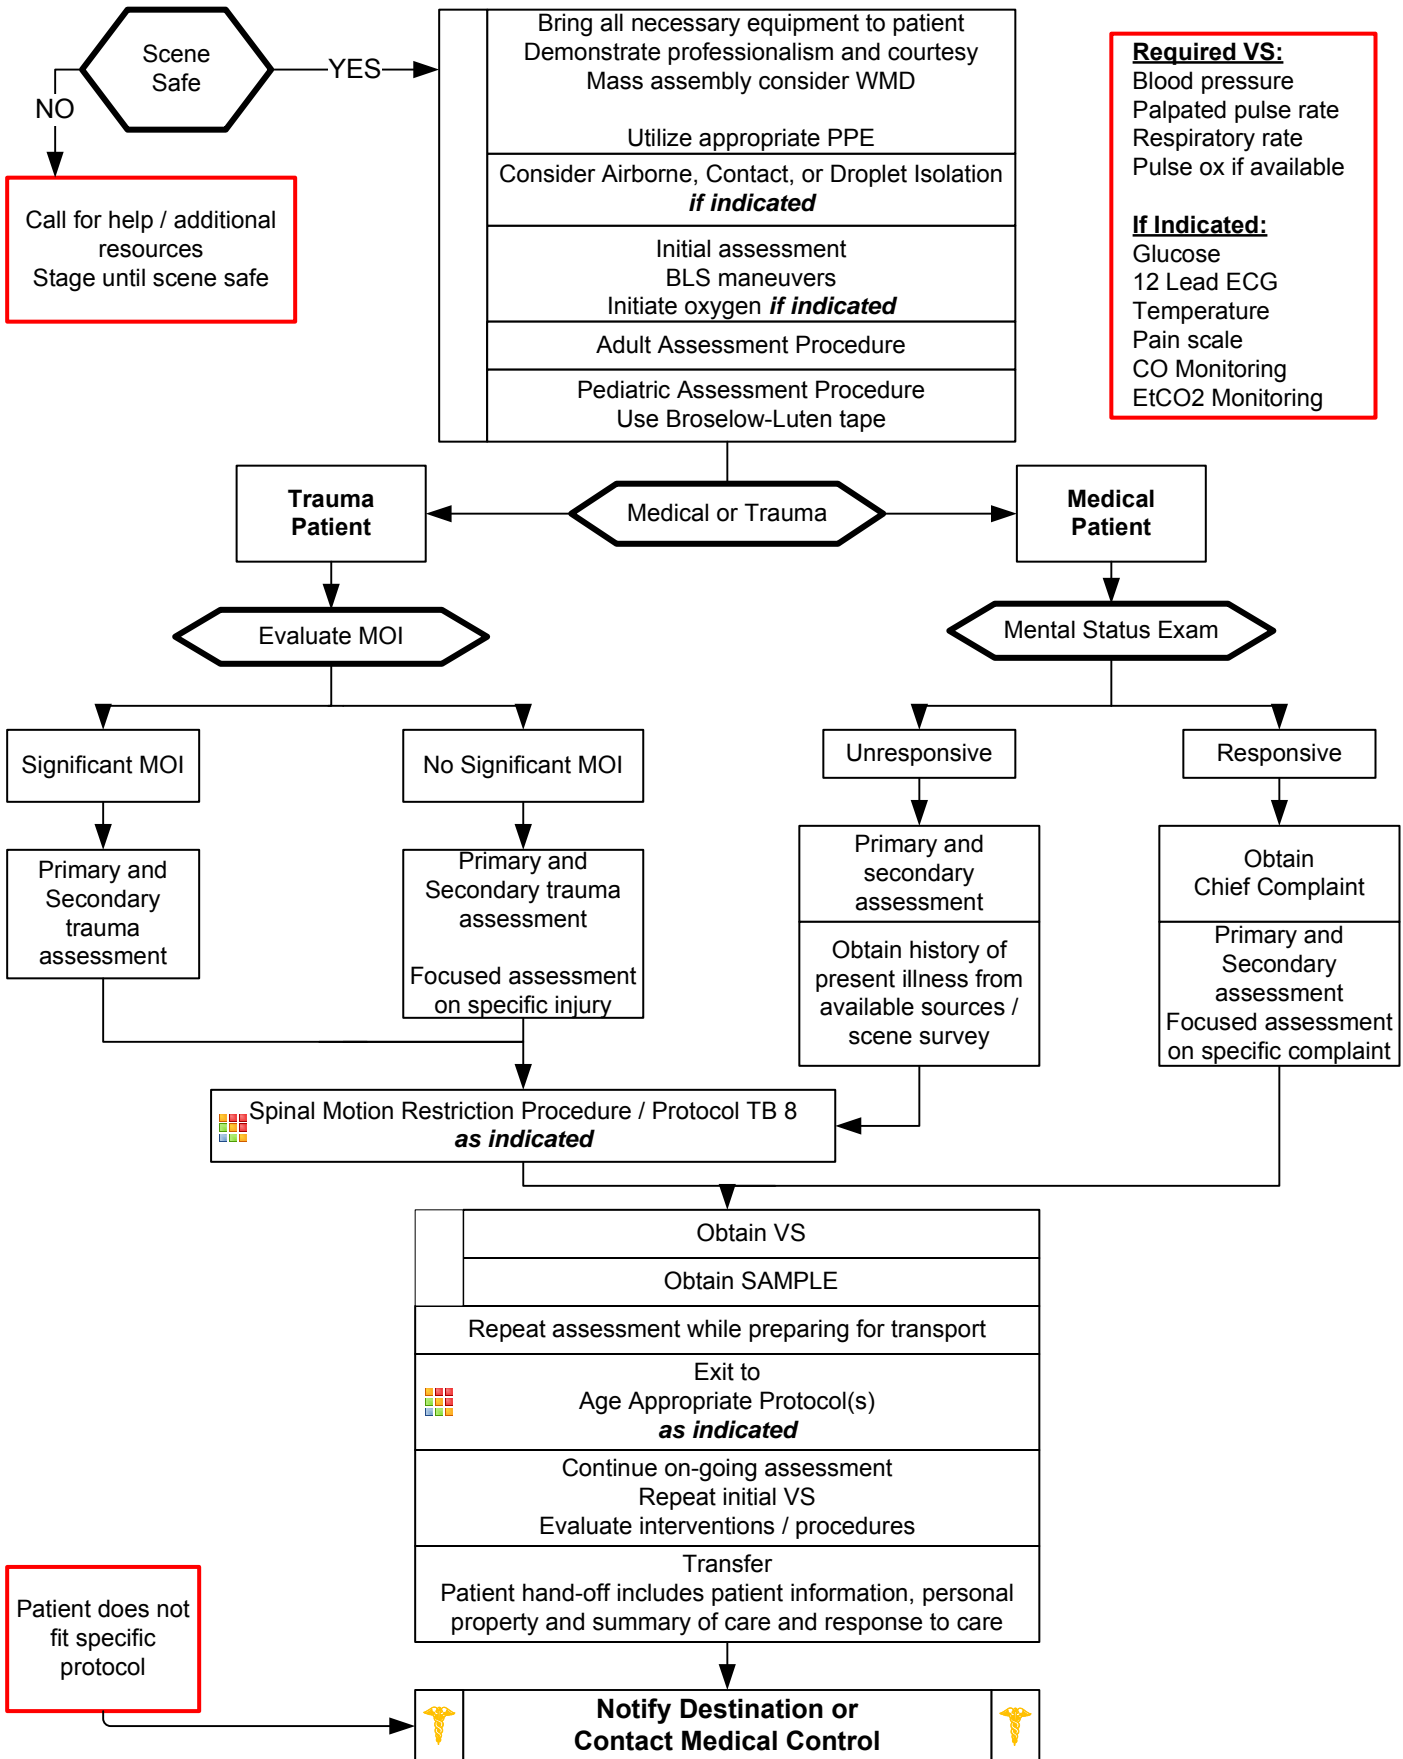 Scene
Safe
YES
NO
Call for help / additional
resources
Stage until scene safe
Bring all necessary equipment to patient
Demonstrate professionalism and courtesy
Mass assembly consider WMD
Utilize appropriate PPE
Consider Airborne, Contact, or Droplet Isolation
if indicated
Initial assessment
BLS maneuvers
Initiate oxygen if indicated
Adult Assessment Procedure
Pediatric Assessment Procedure
Use Broselow-Luten tape
Required VS:
Blood pressure
Palpated pulse rate
Respiratory rate
Pulse ox if available
If Indicated:
Glucose
12 Lead ECG
Temperature
Pain scale
CO Monitoring
EtCO2 Monitoring
Trauma
Patient
Medical or Trauma
Medical
Patient
Evaluate MOI
Mental Status Exam
Significant MOI
No Significant MOI
Unresponsive
Responsive
Primary and
Secondary
trauma
assessment
Primary and
Secondary trauma
assessment
Focused assessment
on specific injury
Primary and
secondary
assessment
Obtain history of
present illness from
available sources /
scene survey
Obtain
Chief Complaint
Primary and
Secondary
assessment
Focused assessment
on specific complaint
Spinal Motion Restriction Procedure / Protocol TB 8
as indicated
Obtain VS
Obtain SAMPLE
Repeat assessment while preparing for transport
Exit to
Age Appropriate Protocol(s)
as indicated
Continue on-going assessment
Repeat initial VS
Evaluate interventions / procedures
Transfer
Patient hand-off includes patient information, personal
property and summary of care and response to care
Patient does not
fit specific
protocol
Notify Destination or
Contact Medical Control